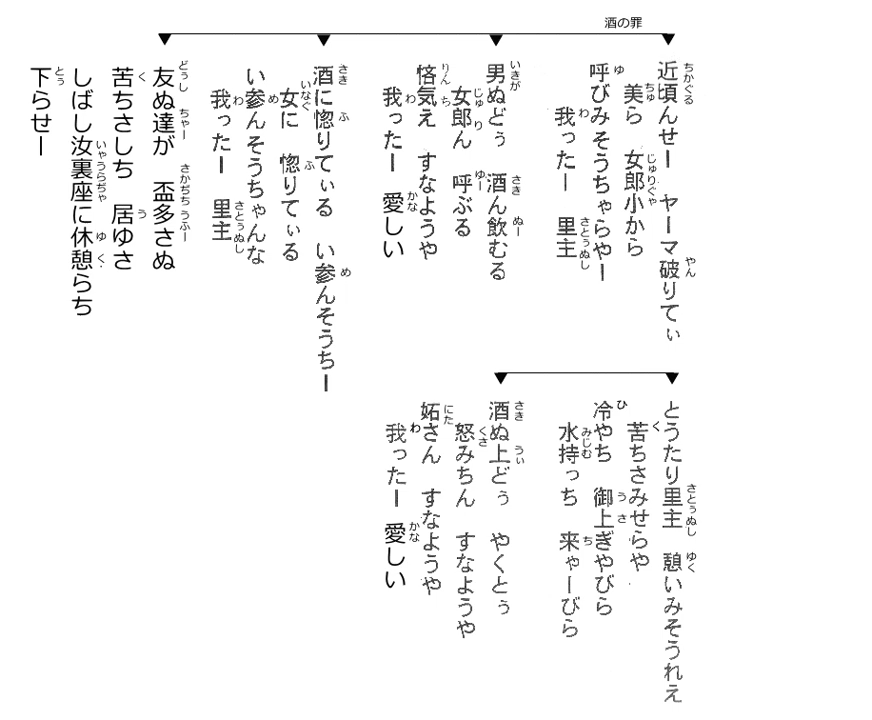 酒の罪
近頃んせー　ヤーマ破りてぃ
美ら　女郎小から
呼びみそうちゃらやー
我ったー　里主
男ぬどぅ　酒ん飲むる
女郎ん　呼ぶる
悋気え　すなようや
我ったー　愛しい
酒に惚りてぃる　い参んそうちー
女に　惚りてぃる
い参んそうちゃんな
我ったー　里主
友ぬ達が　盃多さぬ
苦ちさしち　居ゆさ
しばし汝裏座に休憩らち
下らせー
とうたり里主　憩いみそうれえ
苦ちさみせらや
冷やち　御上ぎやびら
水持っち　来ゃーびら
酒ぬ上どぅ　やくとぅ
怒みちん　すなようや
妬さん　すなようや
我ったー　愛しい